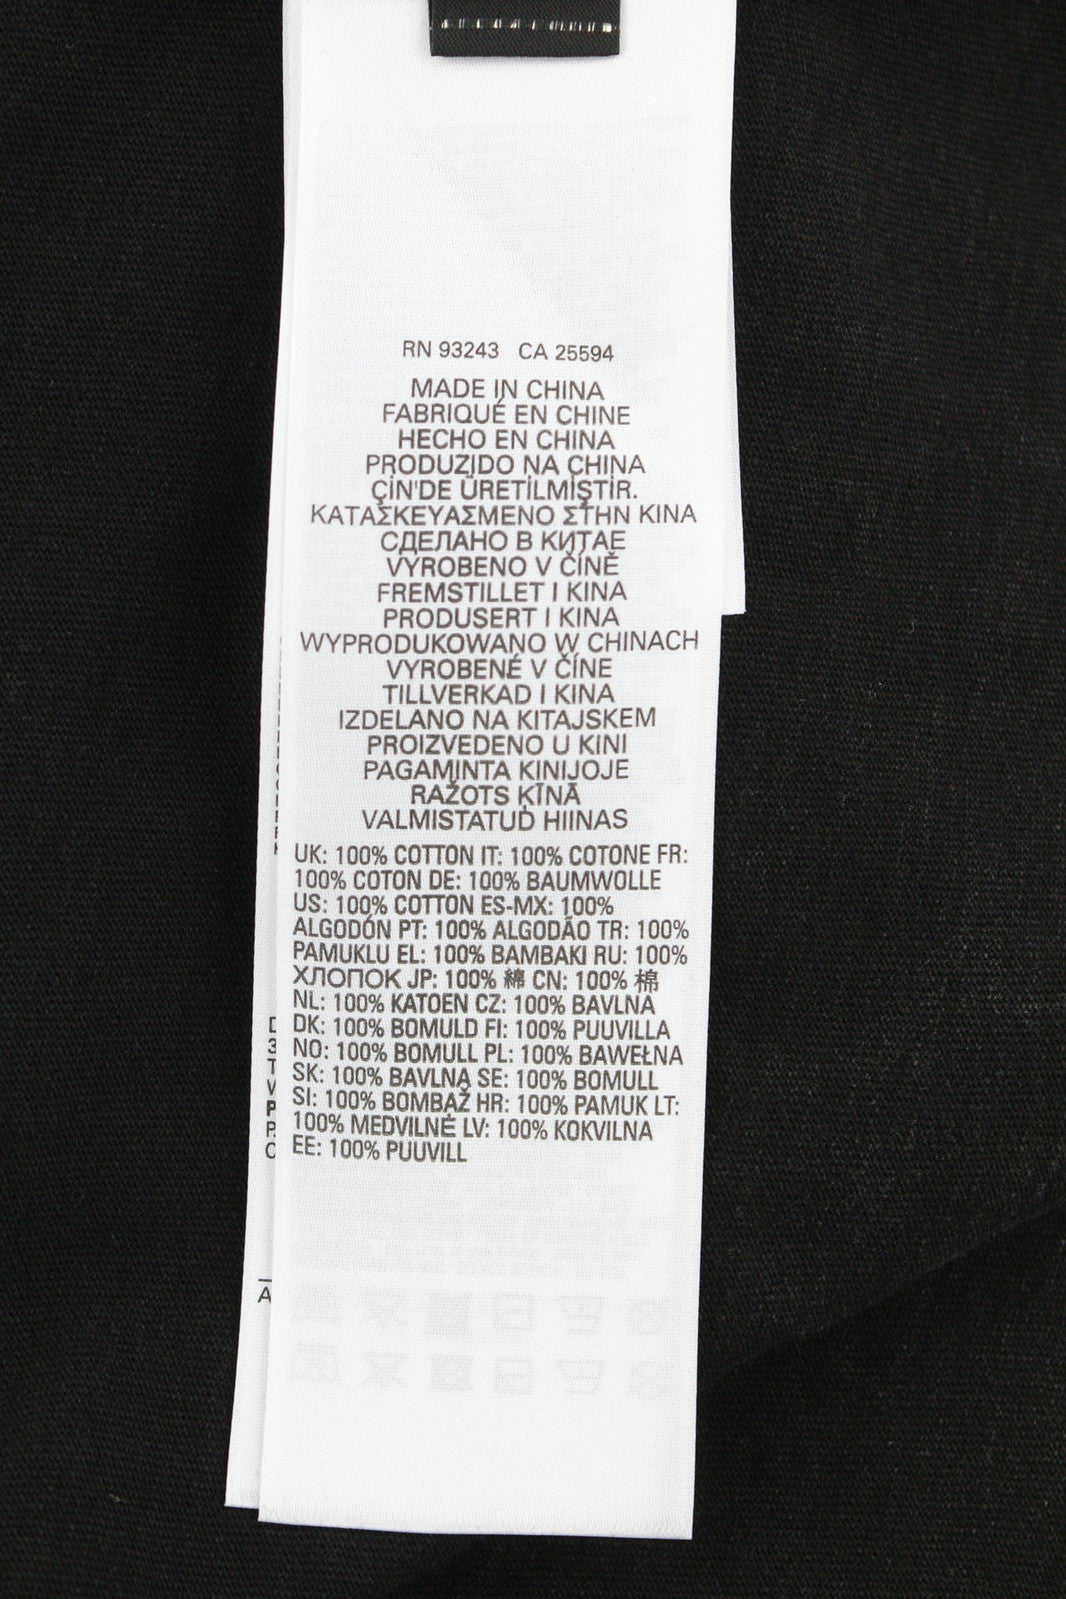 RN 93243 CA 25594
MADE IN CHINA
FABRIQUÉ EN CHINE
HECHO EN CHINA
PRODUZIDO NA CHINA
ÇİN'DE ÜRETİLMİŞTİR.
ΚΑΤΑΣΚΕΥΑΣΜΕΝΟ ΣΤΗΝ ΚΙΝΑ
СДЕЛАНО В КИТАЕ
VYROBENO V ČÍNĚ
FREMSTILLET I KINA
PRODUSERT I KINA
WYPRODUKOWANO W CHINACH
VYROBENÉ V ČÍNE
TILLVERKAD I KINA
IZDELANO NA KITAJSKEM
PROIZVEDENO U KINI
PAGAMINTA KINIJOJE
RAŽOTS ĶĪNĀ
VALMISTATUD HIINAS
UK: 100% COTTON IT: 100% COTONE FR:
100% COTON DE: 100% BAUMWOLLE
US: 100% COTTON ES-MX: 100%
ALGODÓN PT: 100% ALGODÃO TR: 100%
PAMUKLU EL: 100% ΒΑΜΒΑΚΙ RU: 100%
ХЛОПОК JP: 100% 綿 CN: 100% 棉
NL: 100% KATOEN CZ: 100% BAVLNA
DK: 100% BOMULD FI: 100% PUUVILLA
NO: 100% BOMULL PL: 100% BAWEŁNA
SK: 100% BAVLNA SE: 100% BOMULL
SI: 100% BOMBAŽ HR: 100% PAMUK LT:
100% MEDVILNĖ LV: 100% KOKVILNA
EE: 100% PUUVILL